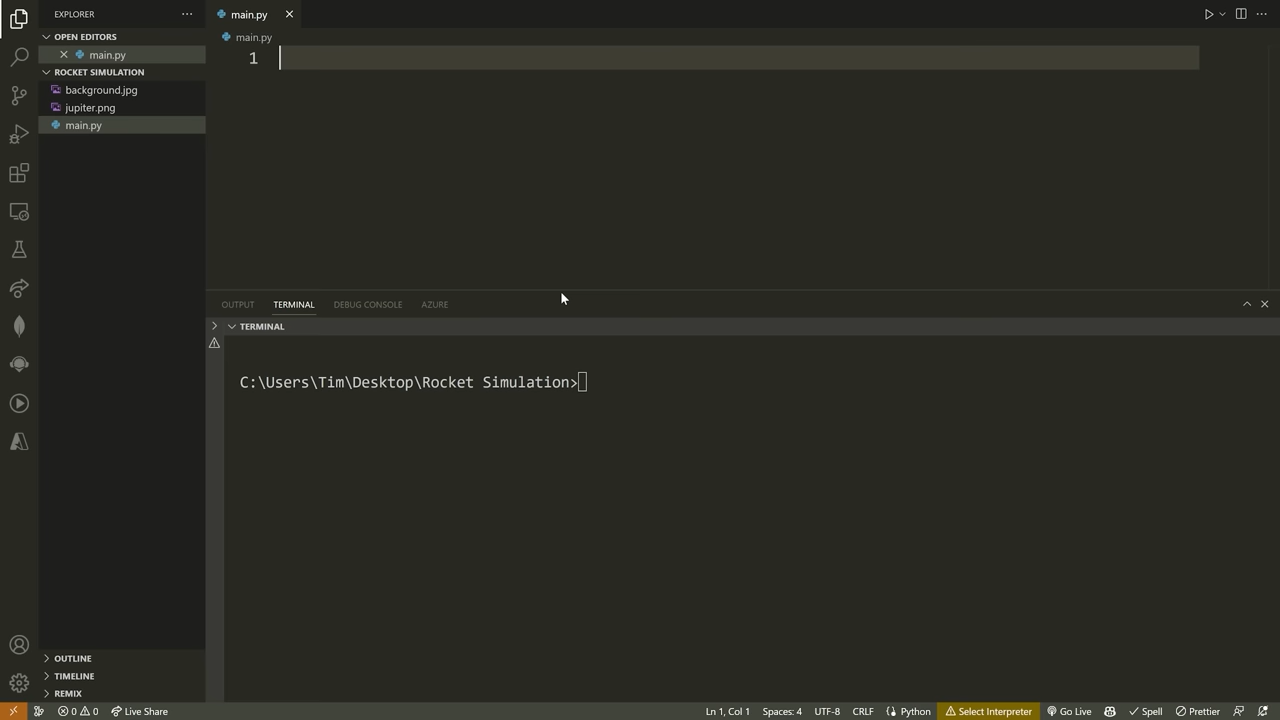 EXPLORER
OPEN EDITORS
main.py
ROCKET SIMULATION
background.jpg
jupiter.png
main.py
OUTLINE
TIMELINE
REMIX
main.py
main.py
1
OUTPUT TERMINAL DEBUG CONSOLE AZURE
TERMINAL
C:\Users\Tim\Desktop\Rocket Simulation>
0 0 Live Share Ln 1, Col 1 Spaces: 4 UTF-8 CRLF Python Select Interpreter Go Live Spell Prettier